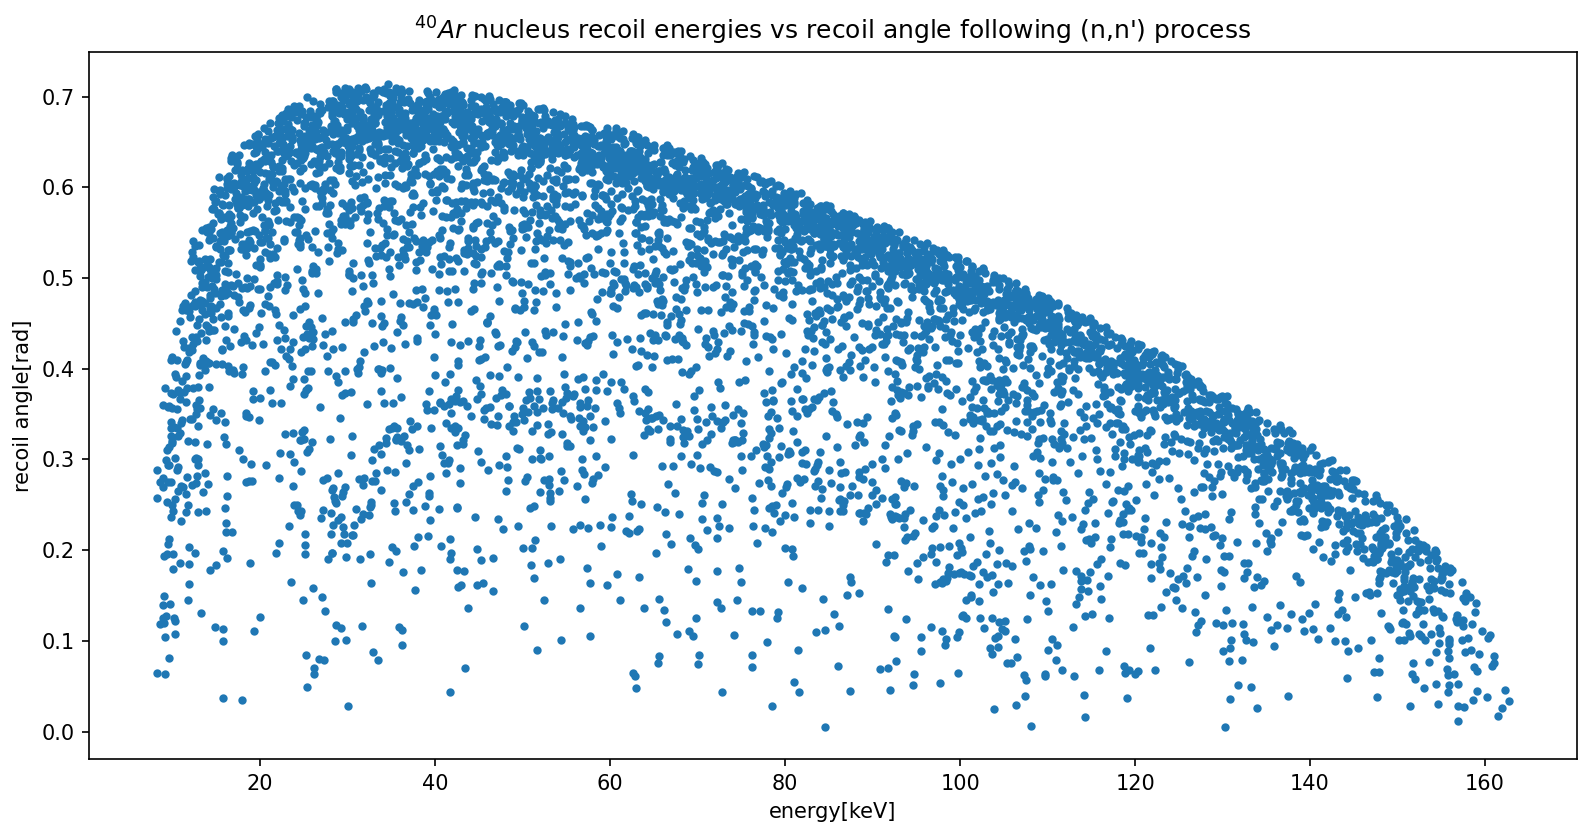 ⁴⁰Ar nucleus recoil energies vs recoil angle following (n,n') process
recoil angle[rad]
0.7
0.6
0.5
0.4
0.3
0.2
0.1
0.0
20 40 60 80 100 120 140 160
energy[keV]